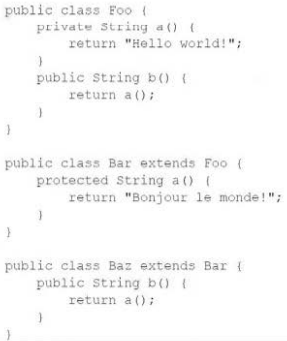 public class Foo {
    private String a() {
        return "Hello world!";
    }
    public String b() {
        return a();
    }
}

public class Bar extends Foo {
    protected String a() {
        return "Bonjour le monde!";
    }
}

public class Baz extends Bar {
    public String b() {
        return a();
    }
}